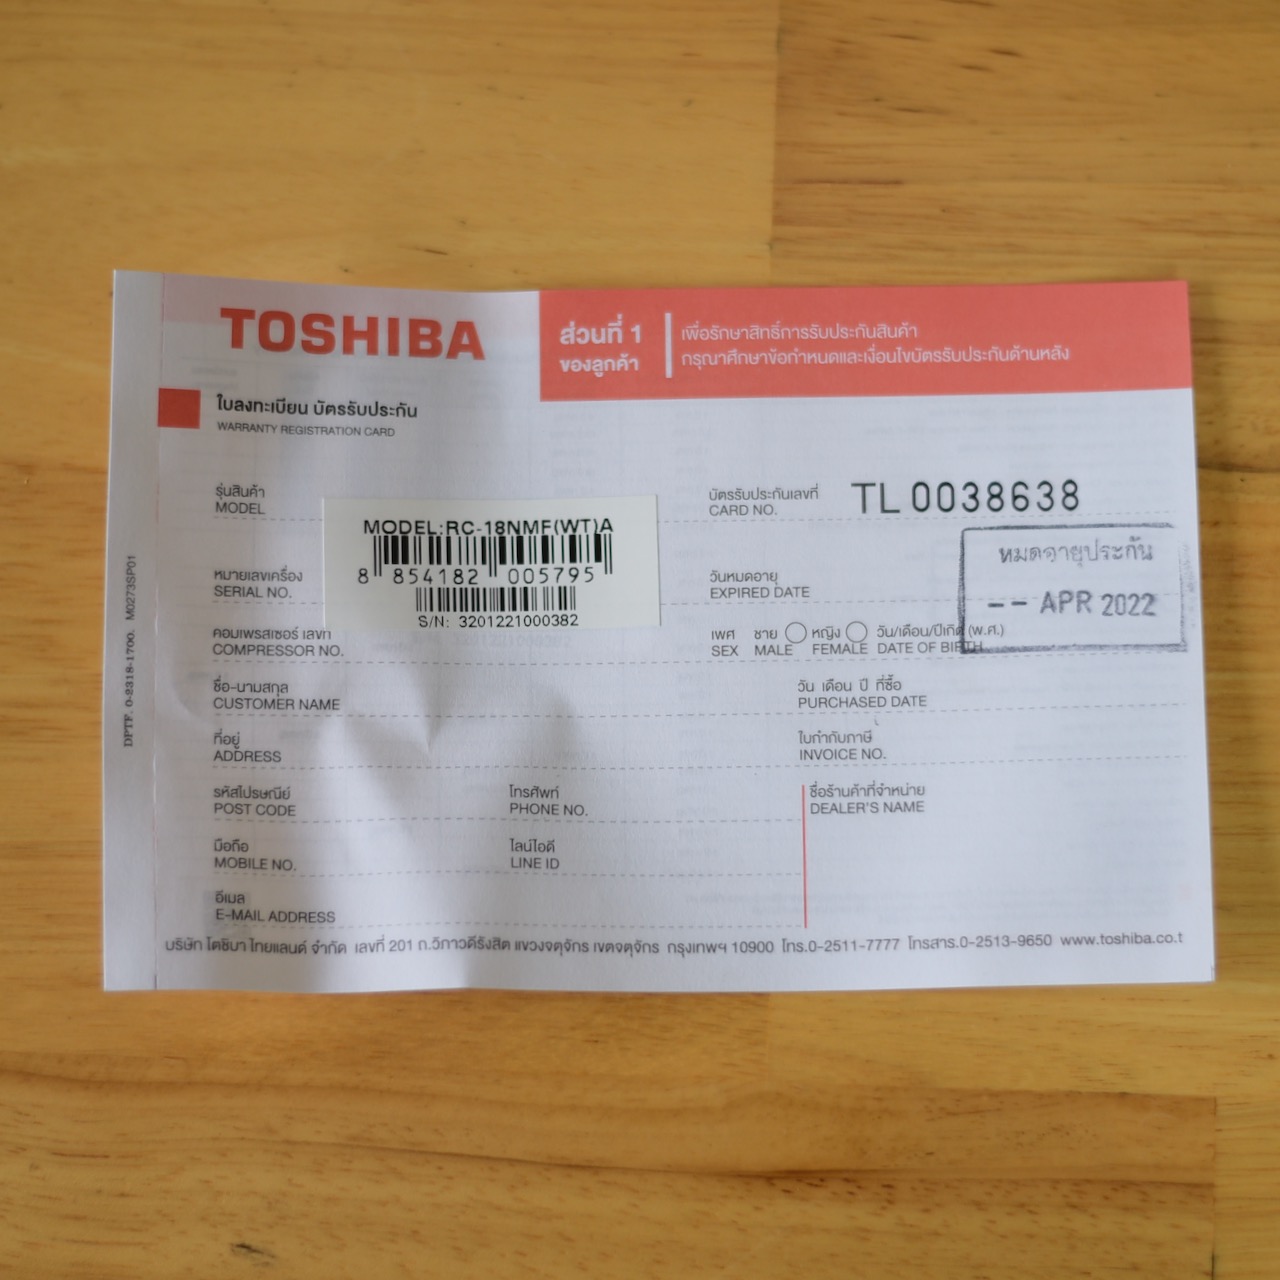 TOSHIBA
ส่วนที่ 1
ของลูกค้า
เพื่อรักษาสิทธิ์การรับประกันสินค้า
กรุณาศึกษาข้อกำหนดและเงื่อนไขบัตรรับประกันด้านหลัง
ใบลงทะเบียน บัตรรับประกัน
WARRANTY REGISTRATION CARD
รุ่นสินค้า
MODEL
MODEL:RC-18NMF(WT)A
8 854182 005795
S/N: 3201221000382
บัตรรับประกันเลขที่
CARD NO.
TL 0038638
หมายเลขเครื่อง
SERIAL NO.
วันหมดอายุ
EXPIRED DATE
หมดอายุประกัน
-- APR 2022
คอมเพรสเซอร์ เลขที่
COMPRESSOR NO.
เพศ ชาย หญิง วัน/เดือน/ปีเกิด (พ.ศ.)
SEX MALE FEMALE DATE OF BIRTH
ชื่อ-นามสกุล
CUSTOMER NAME
วัน เดือน ปี ที่ซื้อ
PURCHASED DATE
ที่อยู่
ADDRESS
ใบกำกับภาษี
INVOICE NO.
รหัสไปรษณีย์
POST CODE
โทรศัพท์
PHONE NO.
ชื่อร้านค้าที่จำหน่าย
DEALER'S NAME
มือถือ
MOBILE NO.
ไลน์ไอดี
LINE ID
อีเมล
E-MAIL ADDRESS
บริษัท โตชิบา ไทยแลนด์ จำกัด เลขที่ 201 ถ.วิภาวดีรังสิต แขวงจตุจักร เขตจตุจักร กรุงเทพฯ 10900 โทร.0-2511-7777 โทรสาร.0-2513-9650 www.toshiba.co.t
DPTF. 0-2318-1700. M0273SP01